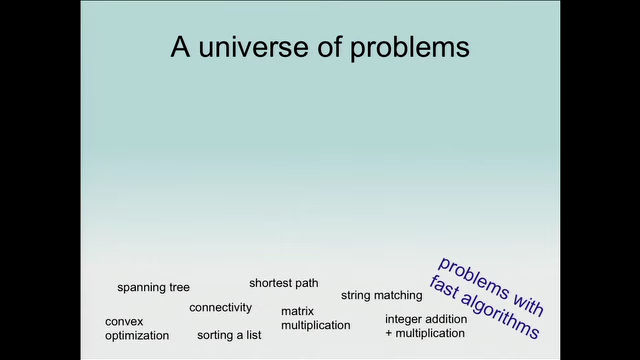 A universe of problems
spanning tree
shortest path
string matching
problems with
fast algorithms
connectivity
matrix
multiplication
convex
optimization
sorting a list
integer addition
+ multiplication